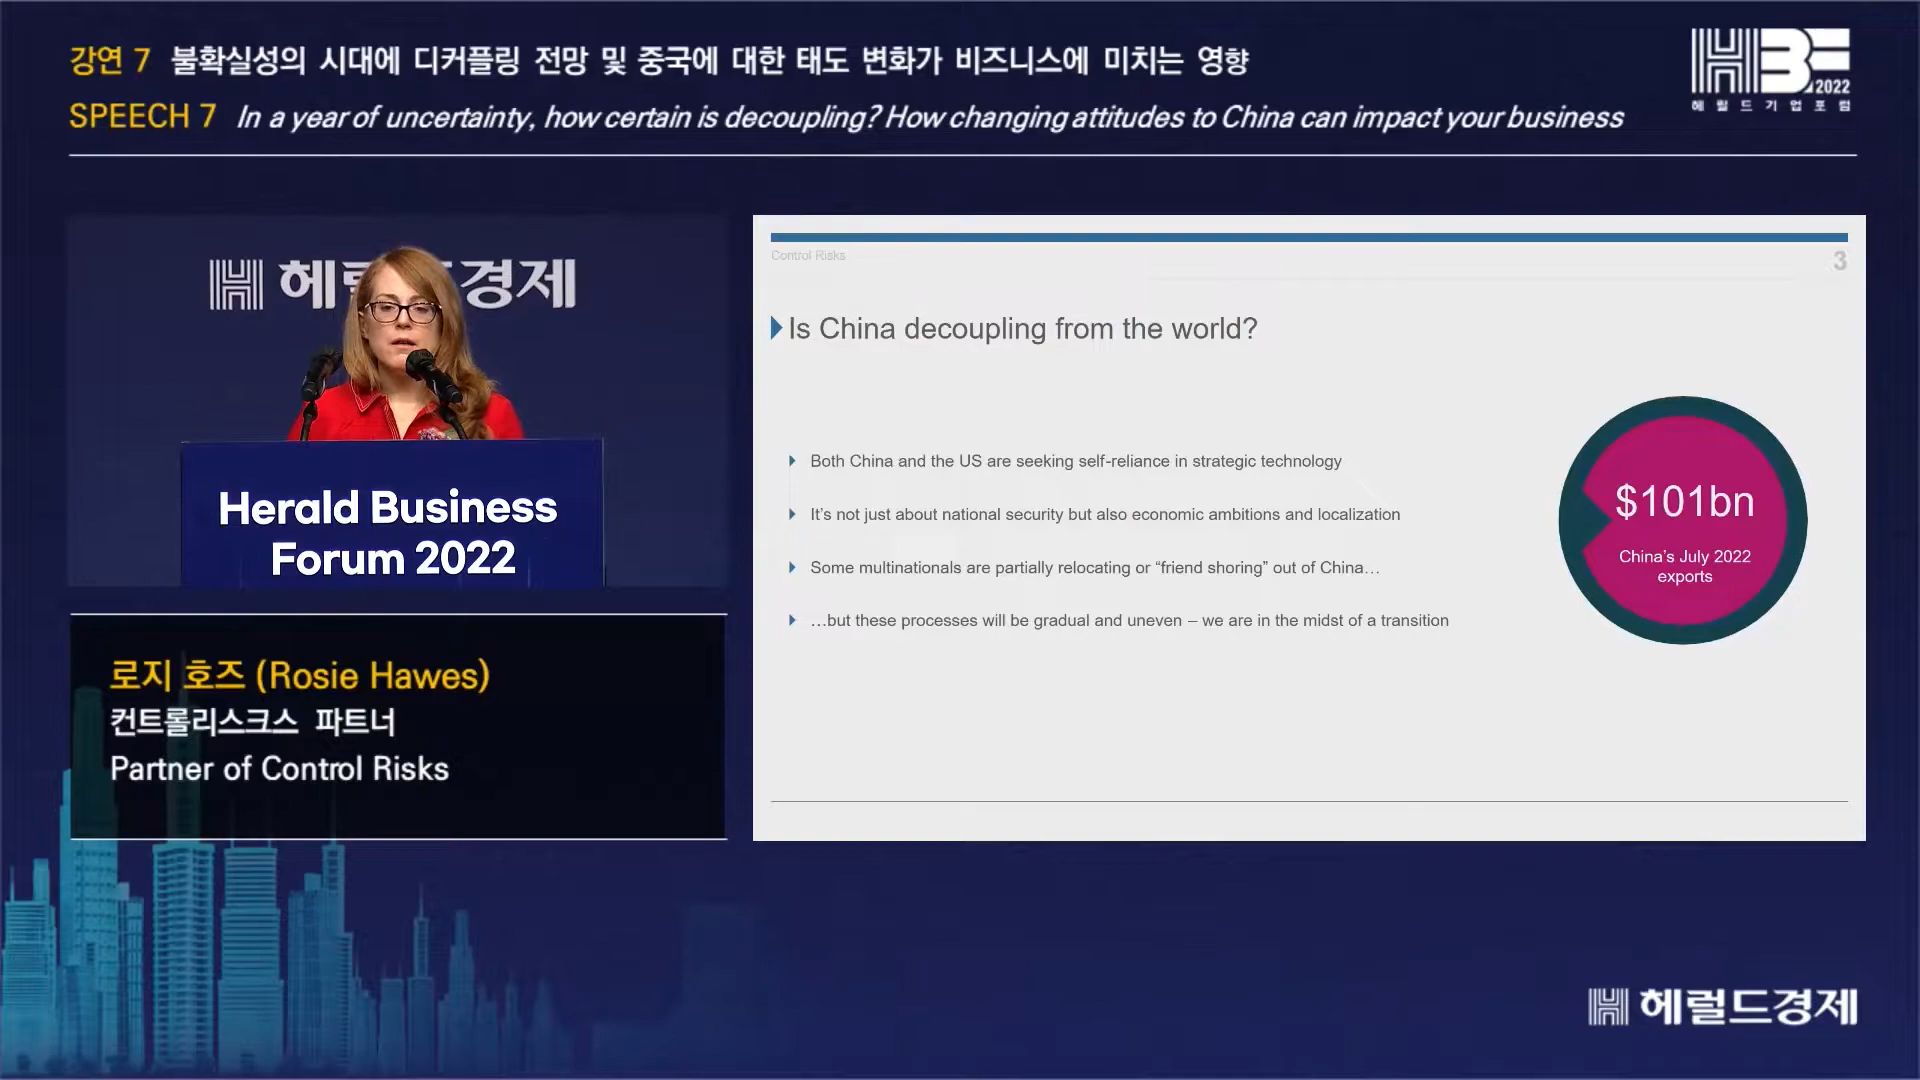 강연 7 불확실성의 시대에 디커플링 전망 및 중국에 대한 태도 변화가 비즈니스에 미치는 영향
SPEECH 7 In a year of uncertainty, how certain is decoupling? How changing attitudes to China can impact your business
HBF 2022
헤럴드기업포럼
헤럴드경제
Herald Business
Forum 2022
로지 호즈 (Rosie Hawes)
컨트롤리스크스 파트너
Partner of Control Risks
Control Risks
3
Is China decoupling from the world?
Both China and the US are seeking self-reliance in strategic technology
It’s not just about national security but also economic ambitions and localization
Some multinationals are partially relocating or “friend shoring” out of China…
…but these processes will be gradual and uneven – we are in the midst of a transition
$101bn
China’s July 2022
exports
헤럴드경제